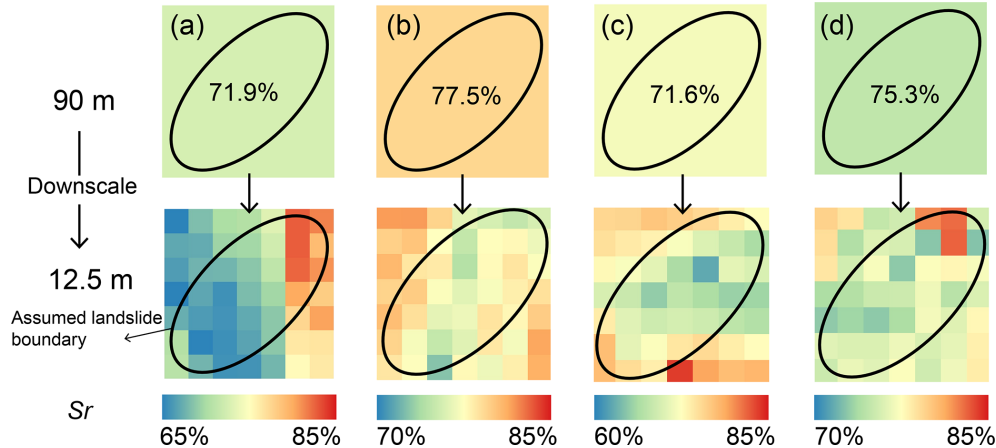 (a)
(b)
(c)
(d)
90 m
71.9%
77.5%
71.6%
75.3%
Downscale
12.5 m
Assumed landslide
boundary
Sr
65%
85%
70%
85%
60%
85%
70%
85%